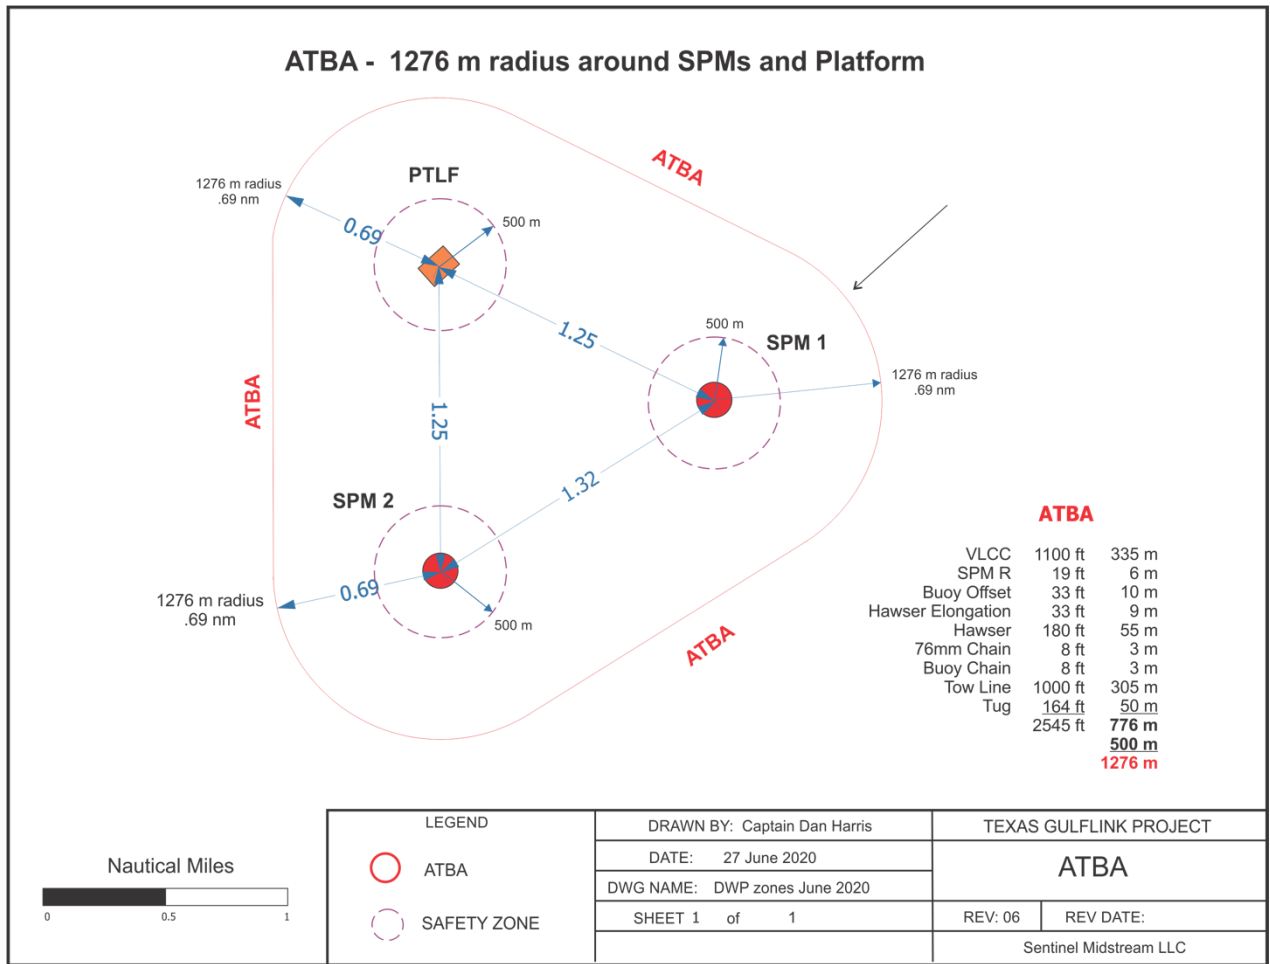 ATBA - 1276 m radius around SPMs and Platform
ATBA
PTLF
1276 m radius
.69 nm
500 m
0.69
1.25
500 m
SPM 1
1276 m radius
.69 nm
ATBA
1.25
1.32
SPM 2
0.69
1276 m radius
.69 nm
500 m
ATBA
ATBA
VLCC 1100 ft 335 m
SPM R 19 ft 6 m
Buoy Offset 33 ft 10 m
Hawser Elongation 33 ft 9 m
Hawser 180 ft 55 m
76mm Chain 8 ft 3 m
Buoy Chain 8 ft 3 m
Tow Line 1000 ft 305 m
Tug 164 ft 50 m
2545 ft 776 m
500 m
1276 m
Nautical Miles
0 0.5 1
LEGEND
ATBA
SAFETY ZONE
DRAWN BY: Captain Dan Harris
DATE: 27 June 2020
DWG NAME: DWP zones June 2020
SHEET 1 of 1
TEXAS GULFLINK PROJECT
ATBA
REV: 06 REV DATE:
Sentinel Midstream LLC